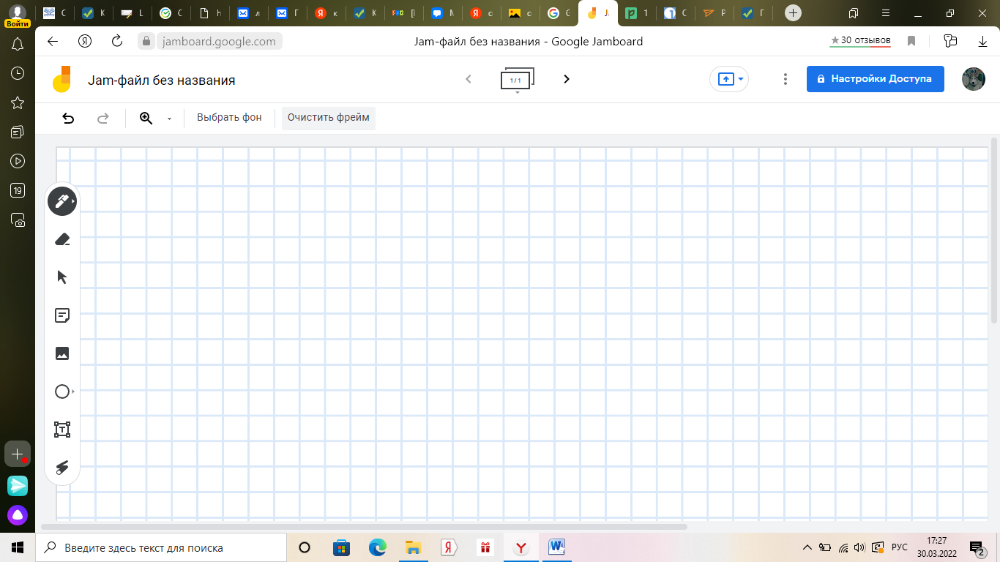 Войти
С
К
L
С
h
л
Г
к
К
[
М
о
с
G
Ja
1
С
Р
Г
jamboard.google.com
Jam-файл без названия - Google Jamboard
30 отзывов
Jam-файл без названия
1 / 1
Настройки Доступа
Выбрать фон
Очистить фрейм
19
Введите здесь текст для поиска
РУС
17:27
30.03.2022
2